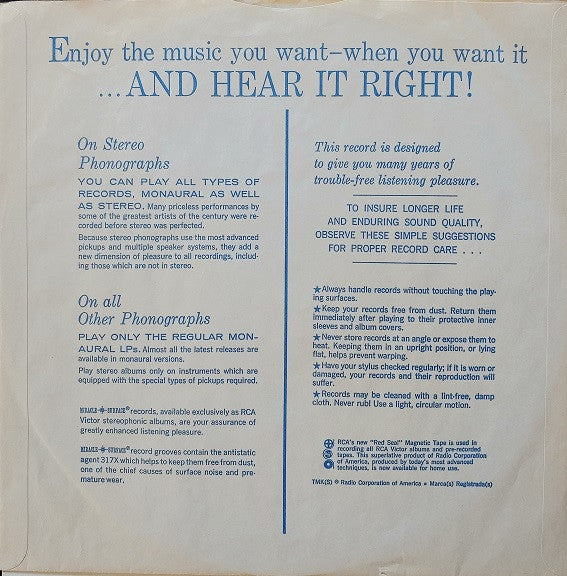 Enjoy the music you want–when you want it
...AND HEAR IT RIGHT!
On Stereo
Phonographs
YOU CAN PLAY ALL TYPES OF
RECORDS, MONAURAL AS WELL
AS STEREO. Many priceless performances by
some of the greatest artists of the century were re-
corded before stereo was perfected.
Because stereo phonographs use the most advanced
pickups and multiple speaker systems, they add a
new dimension of pleasure to all recordings, includ-
ing those which are not in stereo.
On all
Other Phonographs
PLAY ONLY THE REGULAR MON-
AURAL LPs. Almost all the latest releases are
available in monaural versions.
Play stereo albums only on instruments which are
equipped with the special types of pickups required.
MIRACLE SURFACE® records, available exclusively as RCA
Victor stereophonic albums, are your assurance of
greatly enhanced listening pleasure.
MIRACLE SURFACE® record grooves contain the antistatic
agent 317X which helps to keep them free from dust,
one of the chief causes of surface noise and pre-
mature wear.
This record is designed
to give you many years of
trouble-free listening pleasure.
TO INSURE LONGER LIFE
AND ENDURING SOUND QUALITY,
OBSERVE THESE SIMPLE SUGGESTIONS
FOR PROPER RECORD CARE . . .
★Always handle records without touching the play-
ing surfaces.
★Keep your records free from dust. Return them
immediately after playing to their protective inner
sleeves and album covers.
★Never store records at an angle or expose them to
heat. Keeping them in an upright position, or lying
flat, helps prevent warping.
★Have your stylus checked regularly; if it is worn or
damaged, your records and their reproduction will
suffer.
★Records may be cleaned with a lint-free, damp
cloth. Never rub! Use a light, circular motion.
RCA's new "Red Seal" Magnetic Tape is used in
recording all RCA Victor albums and pre-recorded
tapes. This superlative product of Radio Corporation
of America, produced by today's most advanced
techniques, is now available for home use.
TMK(S) ® Radio Corporation of America • Marca(s) Registrada(s)